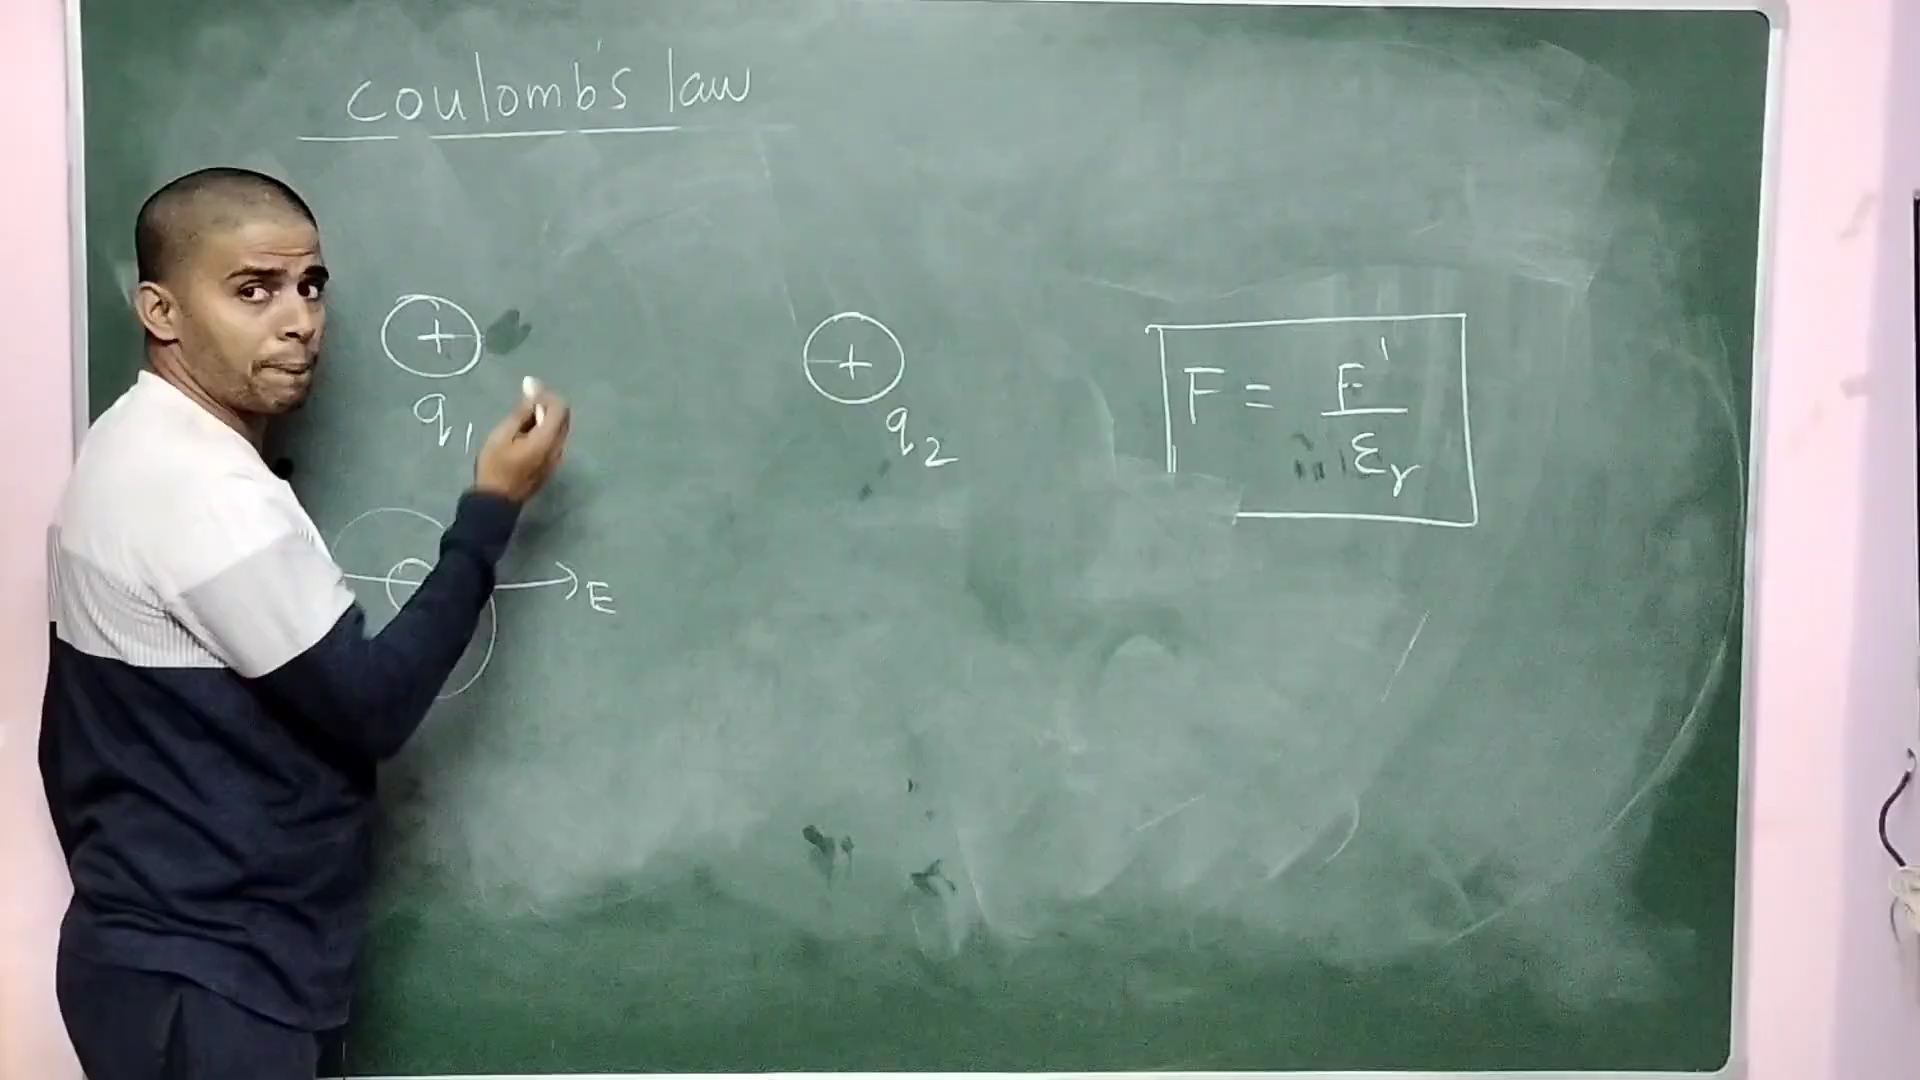 coulomb's law
+
+
q₁
q₂
F = F' / εᵣ
E